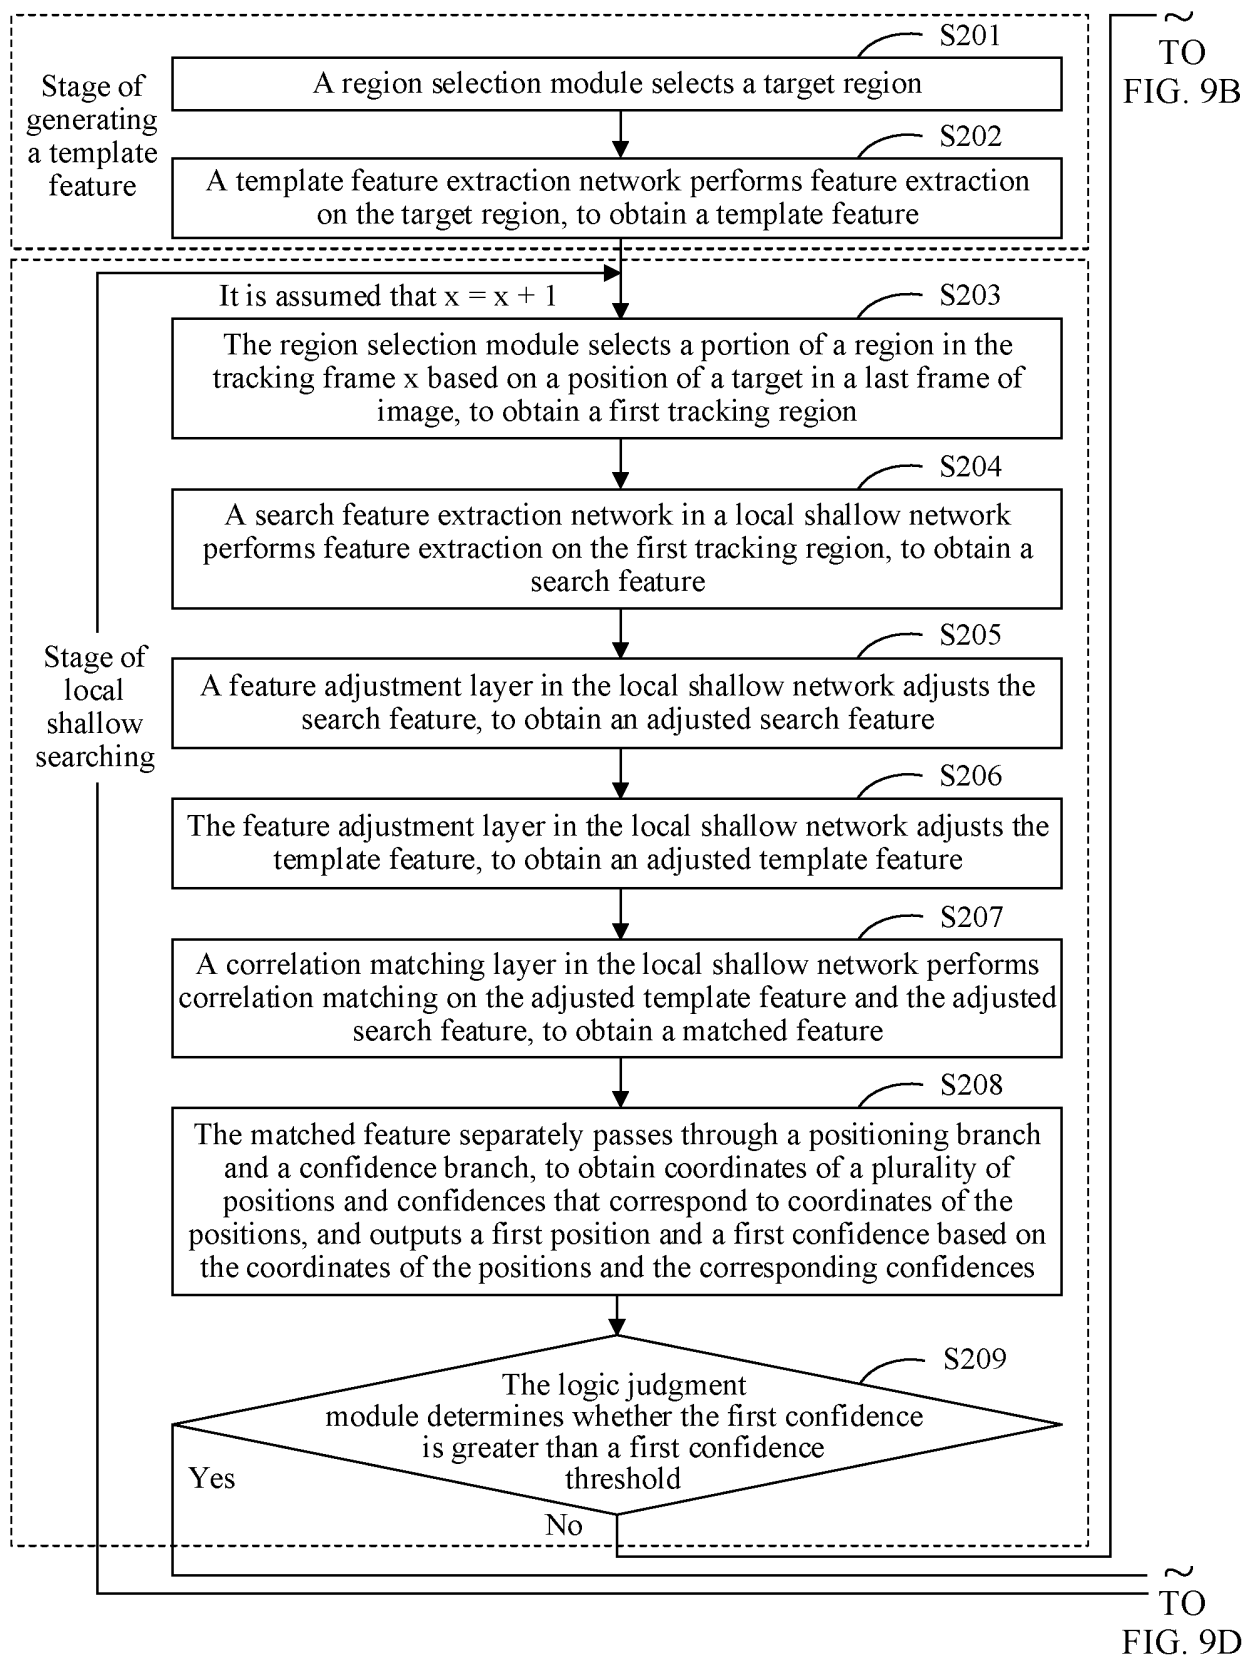 S201
TO
FIG. 9B
Stage of
generating
a template
feature
A region selection module selects a target region
S202
A template feature extraction network performs feature extraction
on the target region, to obtain a template feature
It is assumed that x = x + 1
S203
The region selection module selects a portion of a region in the
tracking frame x based on a position of a target in a last frame of
image, to obtain a first tracking region
S204
A search feature extraction network in a local shallow network
performs feature extraction on the first tracking region, to obtain a
search feature
Stage of
local
shallow
searching
S205
A feature adjustment layer in the local shallow network adjusts the
search feature, to obtain an adjusted search feature
S206
The feature adjustment layer in the local shallow network adjusts the
template feature, to obtain an adjusted template feature
S207
A correlation matching layer in the local shallow network performs
correlation matching on the adjusted template feature and the adjusted
search feature, to obtain a matched feature
S208
The matched feature separately passes through a positioning branch
and a confidence branch, to obtain coordinates of a plurality of
positions and confidences that correspond to coordinates of the
positions, and outputs a first position and a first confidence based on
the coordinates of the positions and the corresponding confidences
S209
The logic judgment
module determines whether the first confidence
is greater than a first confidence
threshold
Yes
No
TO
FIG. 9D